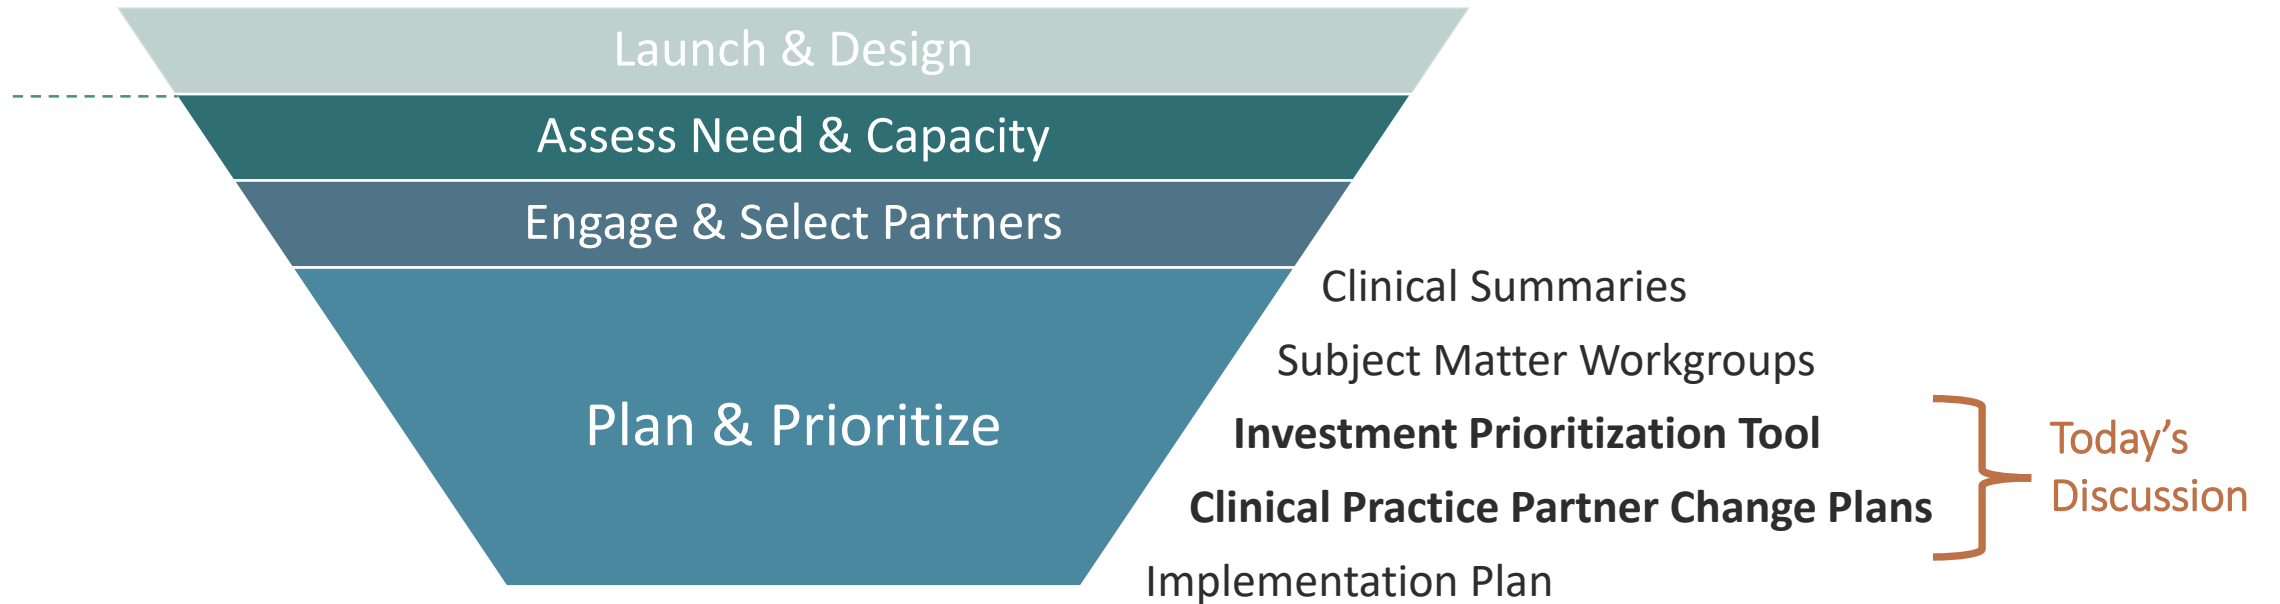 Launch & Design
Assess Need & Capacity
Engage & Select Partners
Plan & Prioritize
Clinical Summaries
Subject Matter Workgroups
Investment Prioritization Tool
Clinical Practice Partner Change Plans
Implementation Plan
Today’s
Discussion